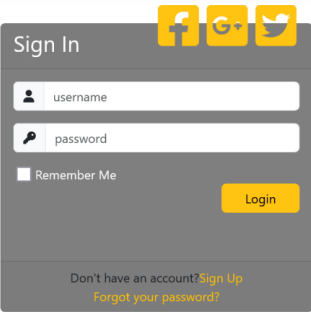 Sign In
username
password
Remember Me
Login
Don't have an account?Sign Up
Forgot your password?